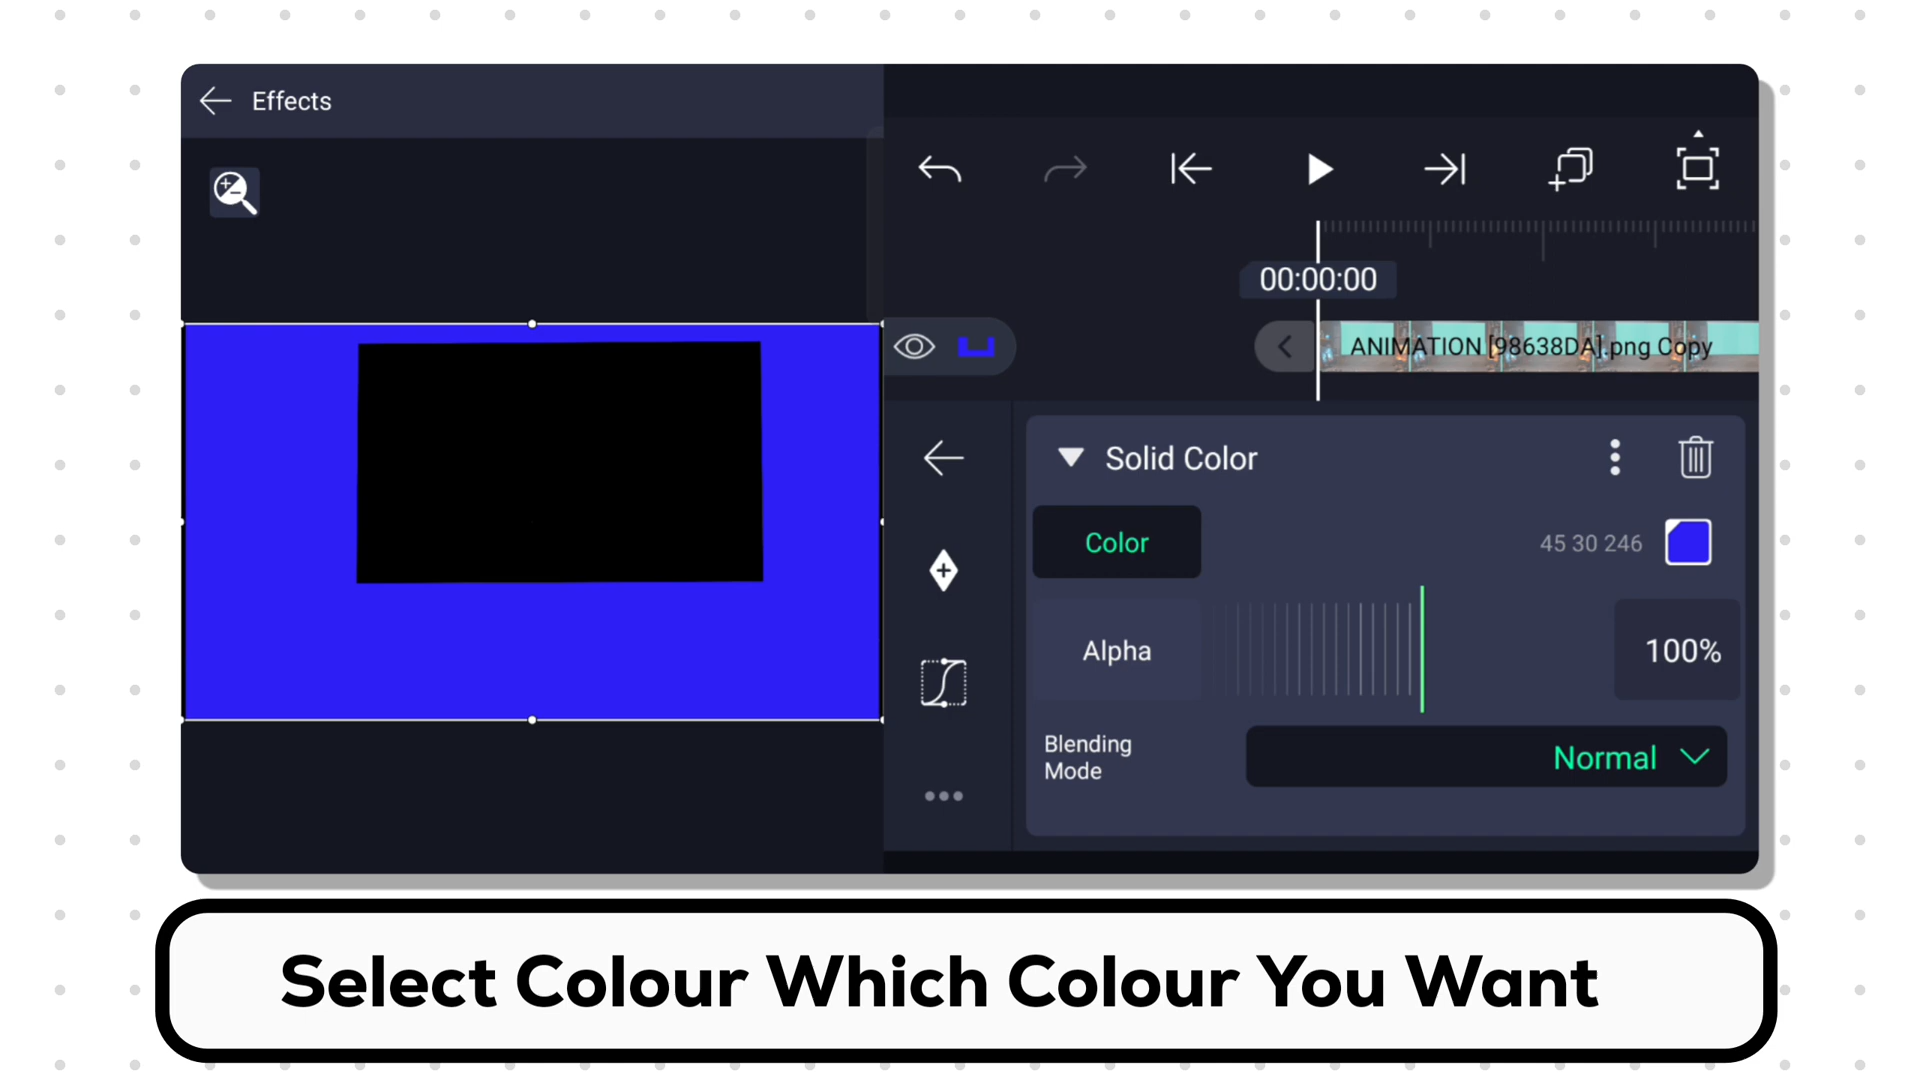 Effects
00:00:00
ANIMATION [98638DA].png Copy
Solid Color
Color
45 30 246
Alpha
100%
Blending
Mode
Normal
Select Colour Which Colour You Want